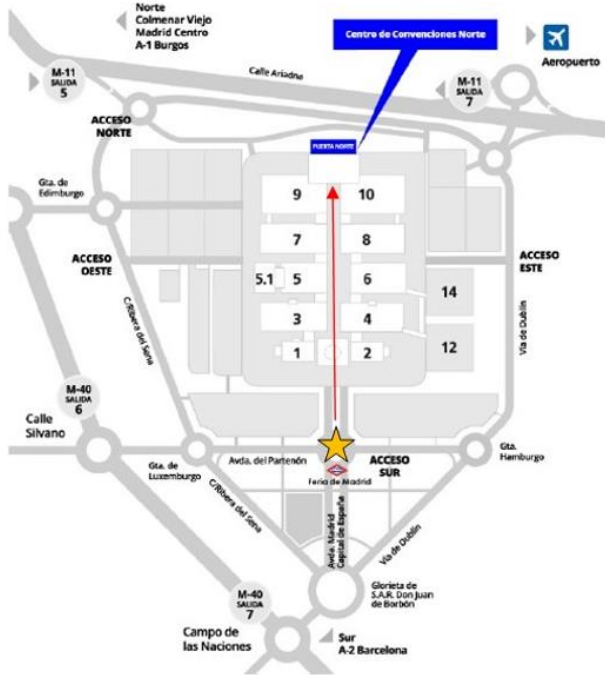 Norte
Colmenar Viejo
Madrid Centro
A-1 Burgos
Centro de Convenciones Norte
Aeropuerto
M-11
SALIDA
5
Calle Ariadna
M-11
SALIDA
7
ACCESO
NORTE
PUERTA NORTE
Gta. de
Edimburgo
9
10
7
8
ACCESO
OESTE
ACCESO
ESTE
5.1
5
6
14
3
4
C/Ribera del Sena
Vía de Dublín
1
2
12
M-40
SALIDA
6
Calle
Silvano
Gta. de
Luxemburgo
Avda. del Partenón
ACCESO
SUR
Gta.
Hamburgo
Feria de Madrid
C/Ribera del Sena
Avda. Madrid
Capital de España
Vía de Dublín
M-40
SALIDA
7
Glorieta de
S.A.R. Don Juan
de Borbón
Campo de
las Naciones
Sur
A-2 Barcelona